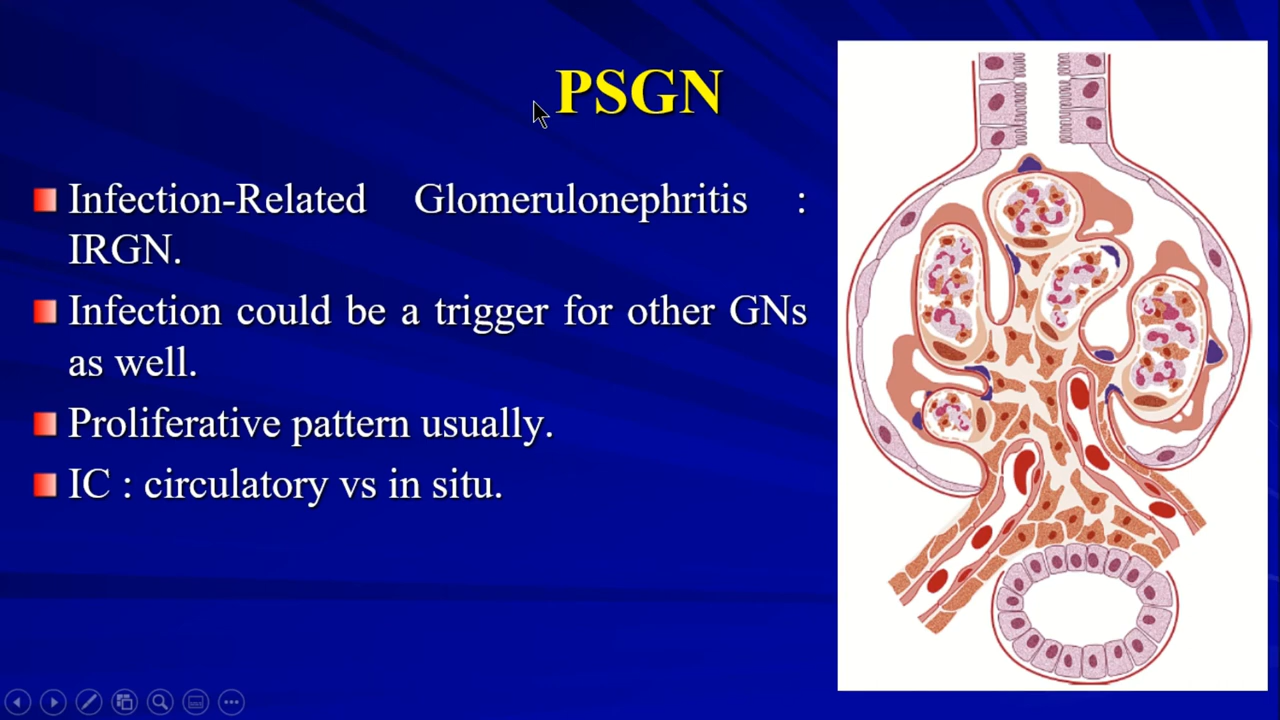 PSGN
Infection-Related Glomerulonephritis :
IRGN.
Infection could be a trigger for other GNs
as well.
Proliferative pattern usually.
IC : circulatory vs in situ.